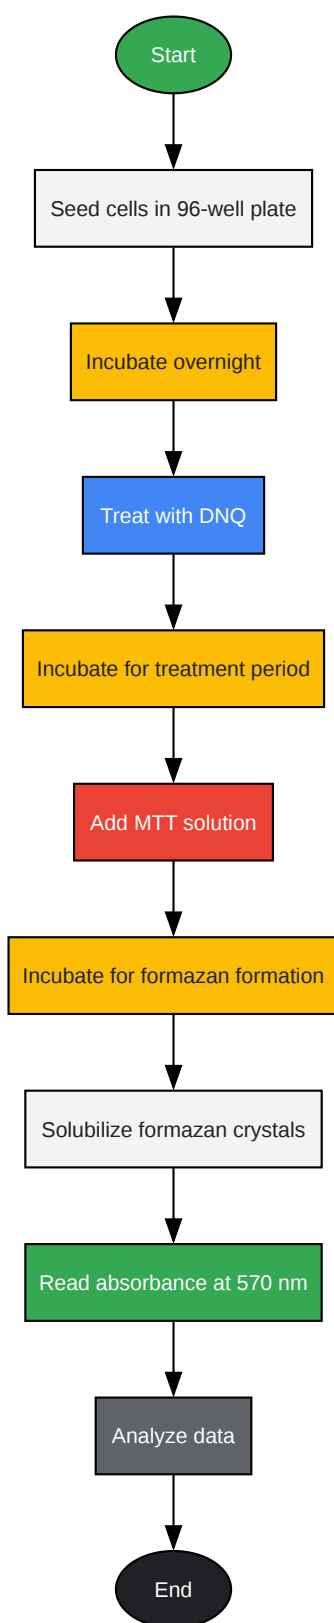 Start
Seed cells in 96-well plate
Incubate overnight
Treat with DNQ
Incubate for treatment period
Add MTT solution
Incubate for formazan formation
Solubilize formazan crystals
Read absorbance at 570 nm
Analyze data
End